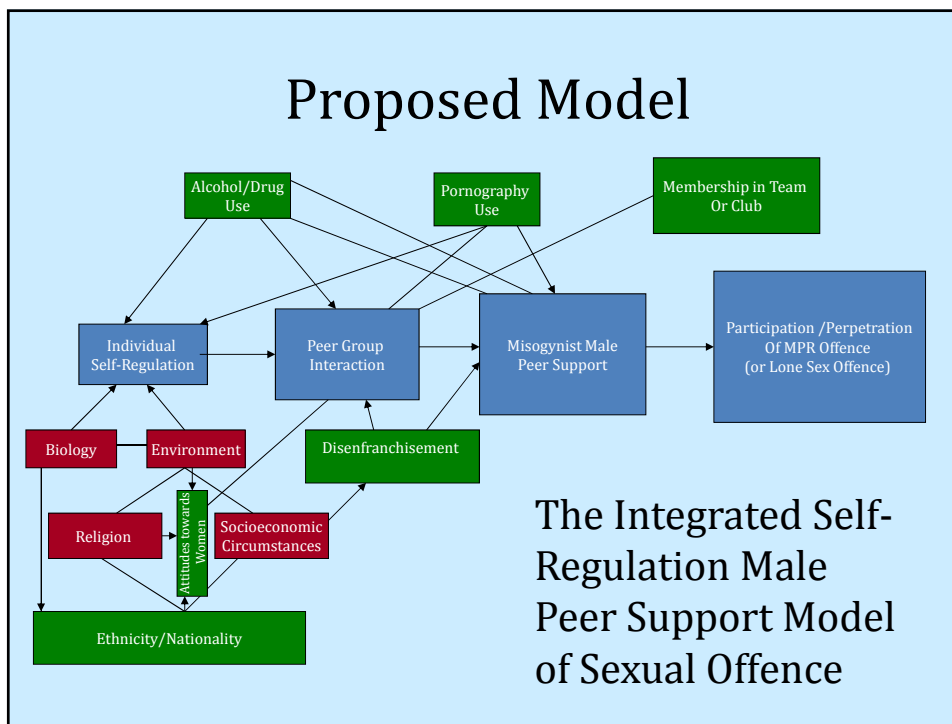 Proposed Model
Alcohol/Drug
Use
Pornography
Use
Membership in Team
Or Club
Individual
Self-Regulation
Peer Group
Interaction
Misogynist Male
Peer Support
Participation /Perpetration
Of MPR Offence
(or Lone Sex Offence)
Biology
Environment
Disenfranchisement
Religion
Attitudes towards
Women
Socioeconomic
Circumstances
Ethnicity/Nationality
The Integrated Self-
Regulation Male
Peer Support Model
of Sexual Offence